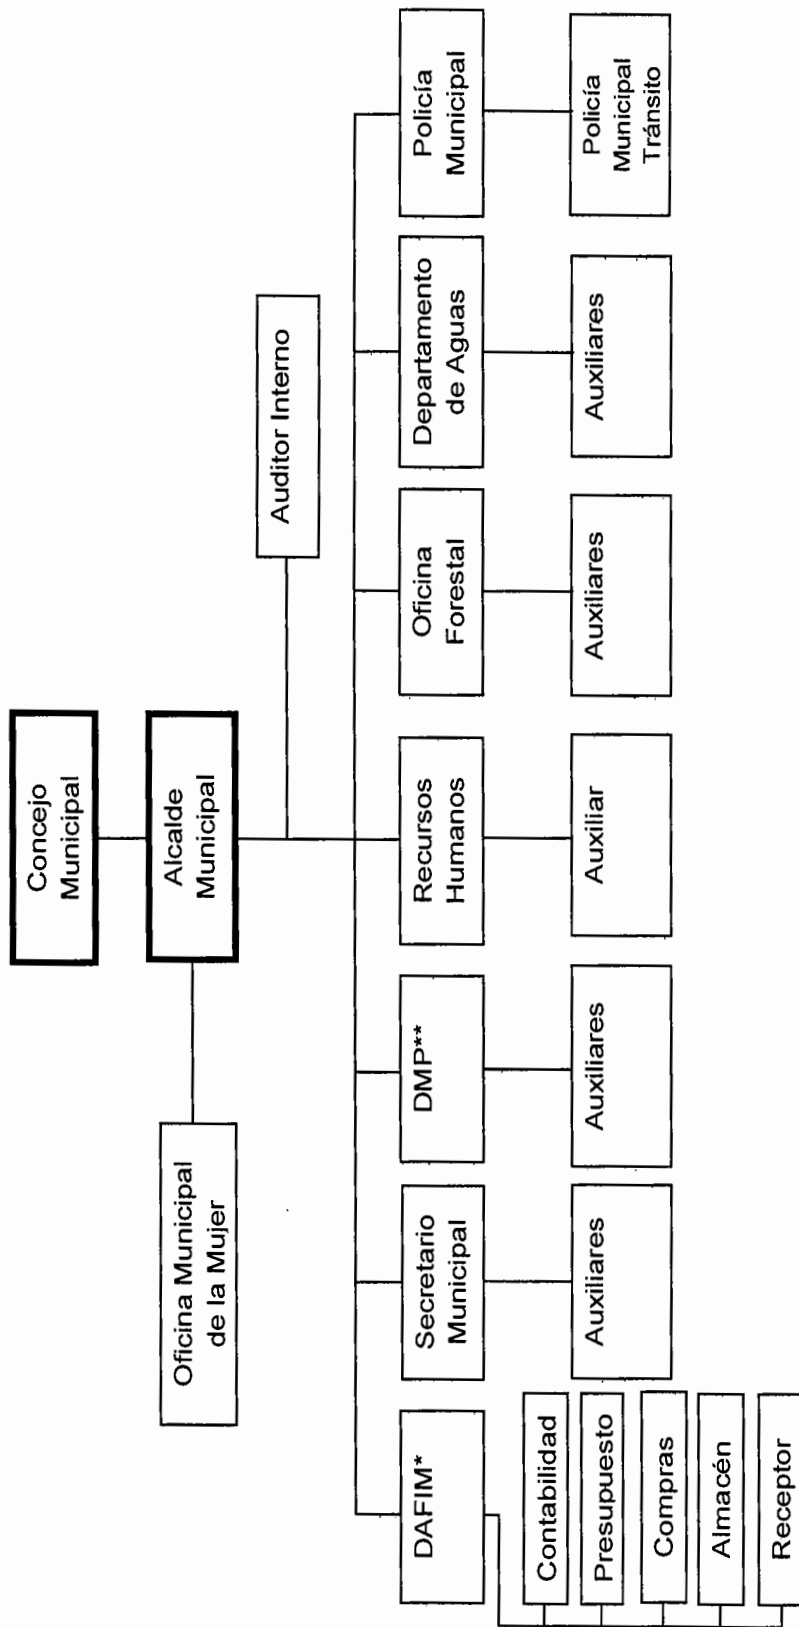 Concejo
Municipal
Alcalde
Municipal
Oficina Municipal
de la Mujer
Auditor Interno
DAFIM*
Secretario
Municipal
DMP**
Recursos
Humanos
Oficina
Forestal
Departamento
de Aguas
Policía
Municipal
Contabilidad
Presupuesto
Compras
Almacén
Receptor
Auxiliares
Auxiliares
Auxiliar
Auxiliares
Auxiliares
Policía
Municipal
Tránsito